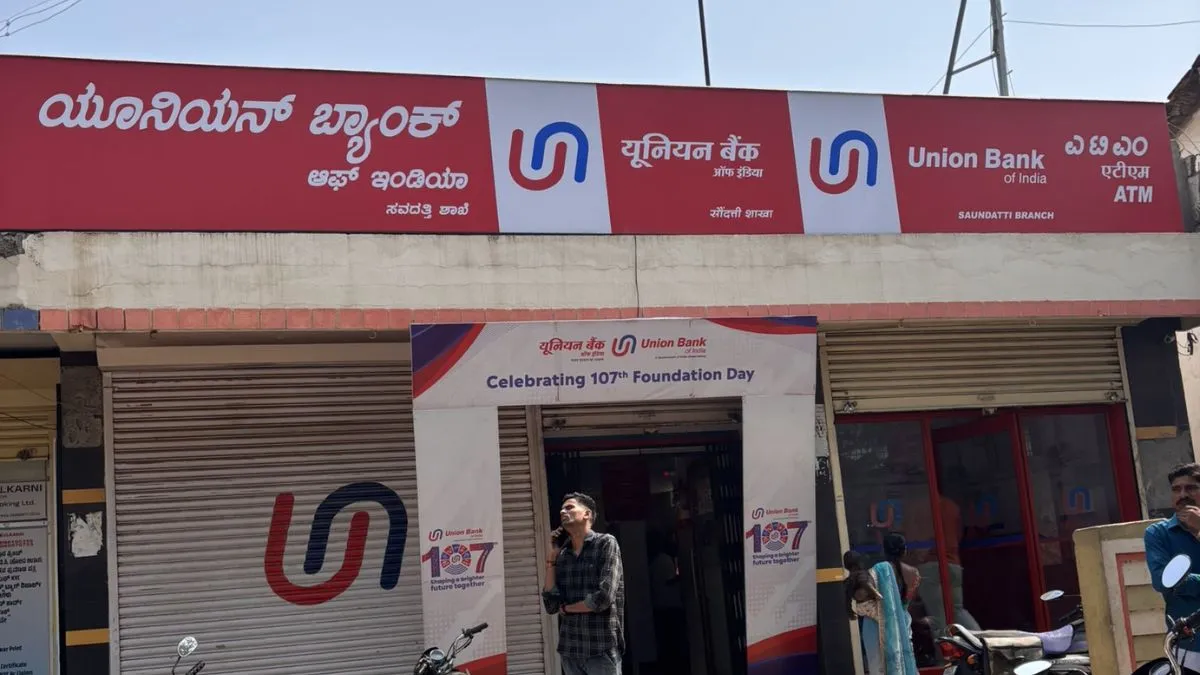 ಯೂನಿಯನ್ ಬ್ಯಾಂಕ್
ಆಫ್ ಇಂಡಿಯಾ
ಸವದತ್ತಿ ಶಾಖೆ
यूनियन बैंक
ऑफ इंडिया
सौंदत्ती शाखा
Union Bank
of India
SAUNDATTI BRANCH
ಎ ಟಿ ಎಂ
एटीएम
ATM
यूनियन बैंक
ऑफ इंडिया
Union Bank
of India
Celebrating 107th Foundation Day
Union Bank
107
Shaping a brighter
future together
Union Bank
107
Shaping a brighter
future together
LKARNI
king Ltd.